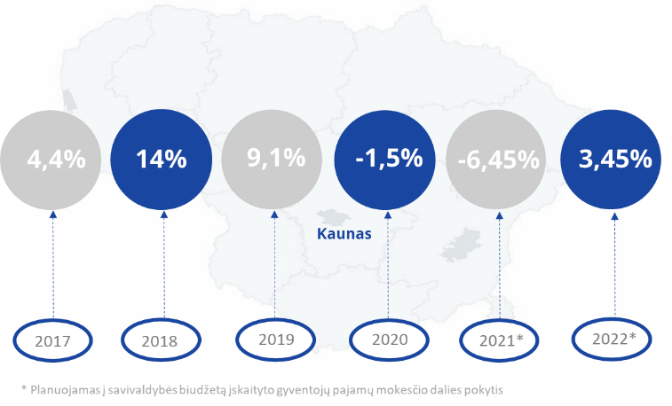 4,4% 14% 9,1% -1,5% -6,45% 3,45%
Kaunas
2017 2018 2019 2020 2021* 2022*
* Planuojamas į savivaldybės biudžetą įskaityto gyventojų pajamų mokesčio dalies pokytis